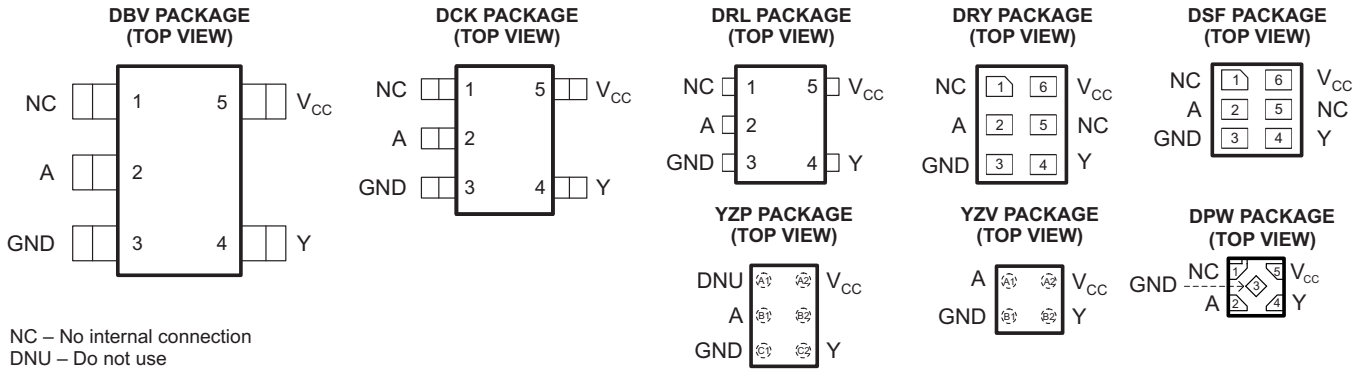 DBV PACKAGE
(TOP VIEW)
NC 1 5 VCC
A 2
GND 3 4 Y
DCK PACKAGE
(TOP VIEW)
NC 1 5 VCC
A 2
GND 3 4 Y
DRL PACKAGE
(TOP VIEW)
NC 1 5 VCC
A 2
GND 3 4 Y
DRY PACKAGE
(TOP VIEW)
NC 1 6 VCC
A 2 5 NC
GND 3 4 Y
DSF PACKAGE
(TOP VIEW)
NC 1 6 VCC
A 2 5 NC
GND 3 4 Y
YZP PACKAGE
(TOP VIEW)
DNU A1 A2 VCC
A B1 B2
GND C1 C2 Y
YZV PACKAGE
(TOP VIEW)
A A1 A2 VCC
GND B1 B2 Y
DPW PACKAGE
(TOP VIEW)
NC 1 5 VCC
GND 3
A 2 4 Y
NC – No internal connection
DNU – Do not use